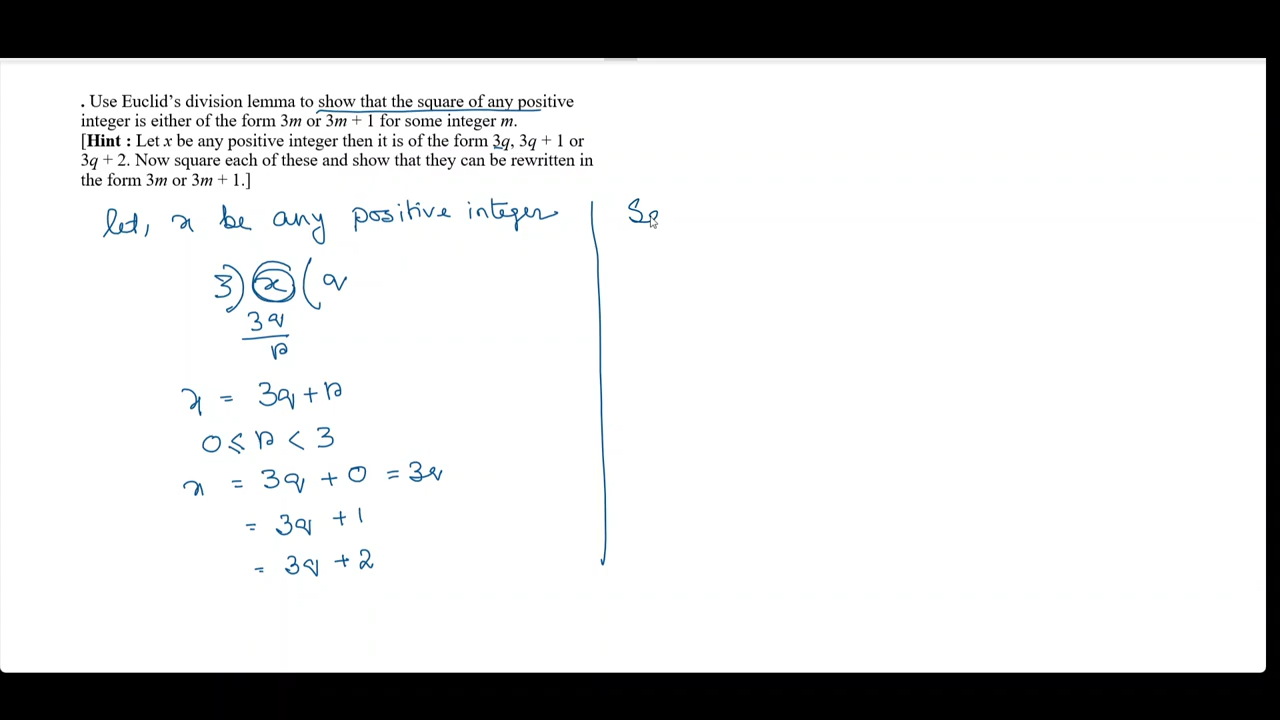 . Use Euclid's division lemma to show that the square of any positive
integer is either of the form 3m or 3m + 1 for some integer m.
[Hint : Let x be any positive integer then it is of the form 3q, 3q + 1 or
3q + 2. Now square each of these and show that they can be rewritten in
the form 3m or 3m + 1.]
let, x be any positive integer
3) x ( q
3q
r
x = 3q + r
0 ≤ r < 3
x = 3q + 0 = 3q
= 3q + 1
= 3q + 2